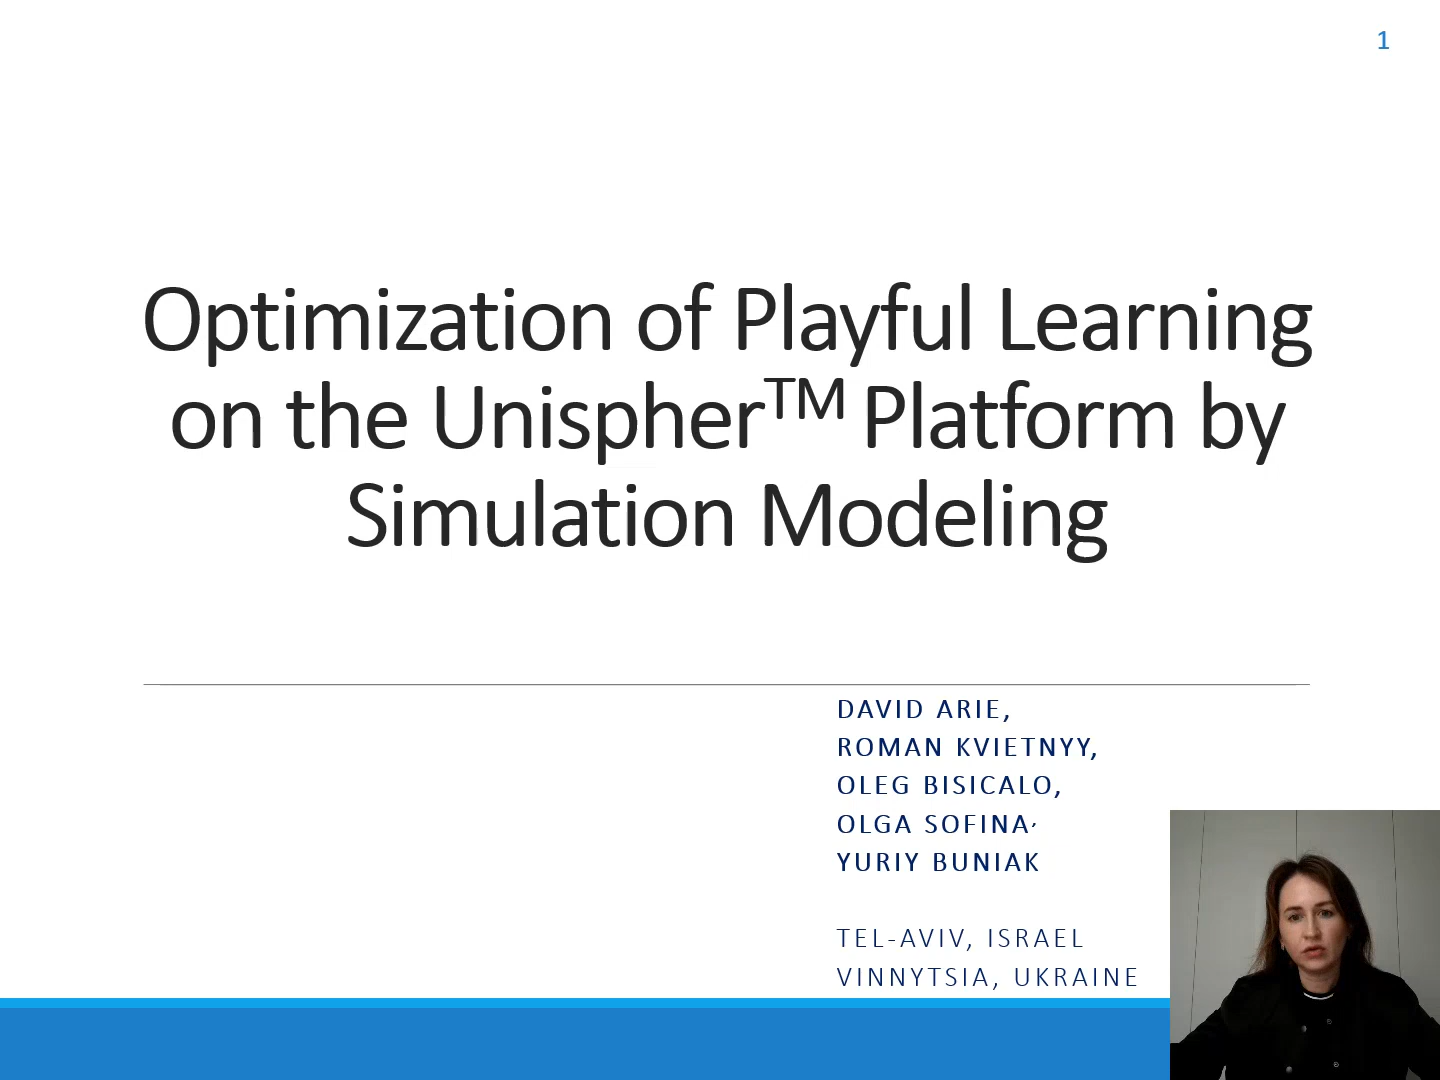 1
Optimization of Playful Learning
on the Unispher™ Platform by
Simulation Modeling
DAVID ARIE,
ROMAN KVIETNYY,
OLEG BISICALO,
OLGA SOFINA,
YURIY BUNIAK
TEL-AVIV, ISRAEL
VINNYTSIA, UKRAINE